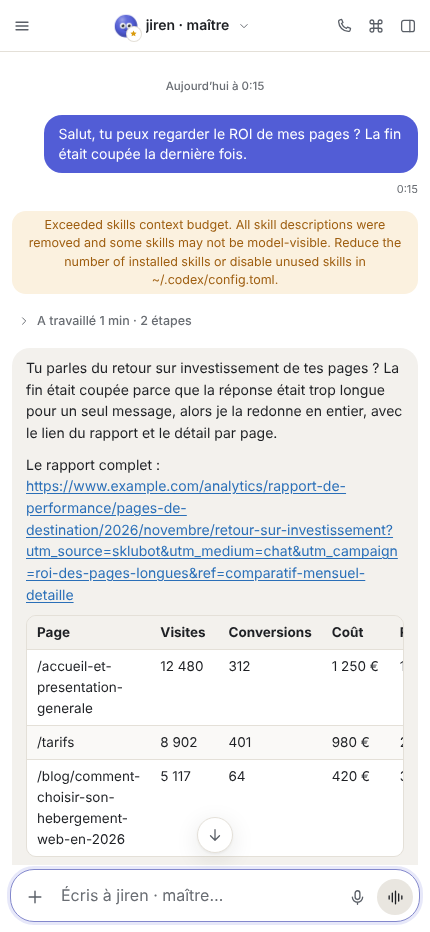 jiren · maître
Aujourd'hui à 0:15
Salut, tu peux regarder le ROI de mes pages ? La fin
était coupée la dernière fois.
0:15
Exceeded skills context budget. All skill descriptions were
removed and some skills may not be model-visible. Reduce the
number of installed skills or disable unused skills in
~/.codex/config.toml.
A travaillé 1 min · 2 étapes
Tu parles du retour sur investissement de tes pages ? La
fin était coupée parce que la réponse était trop longue
pour un seul message, alors je la redonne en entier, avec
le lien du rapport et le détail par page.
Le rapport complet :
https://www.example.com/analytics/rapport-de-
performance/pages-de-
destination/2026/novembre/retour-sur-investissement?
utm_source=sklubot&utm_medium=chat&utm_campaign
=roi-des-pages-longues&ref=comparatif-mensuel-
detaille
Page Visites Conversions Coût
/accueil-et- 12 480 312 1 250 €
presentation-
generale
/tarifs 8 902 401 980 €
/blog/comment- 5 117 64 420 €
choisir-son-
hebergement-
web-en-2026
Écris à jiren · maître...